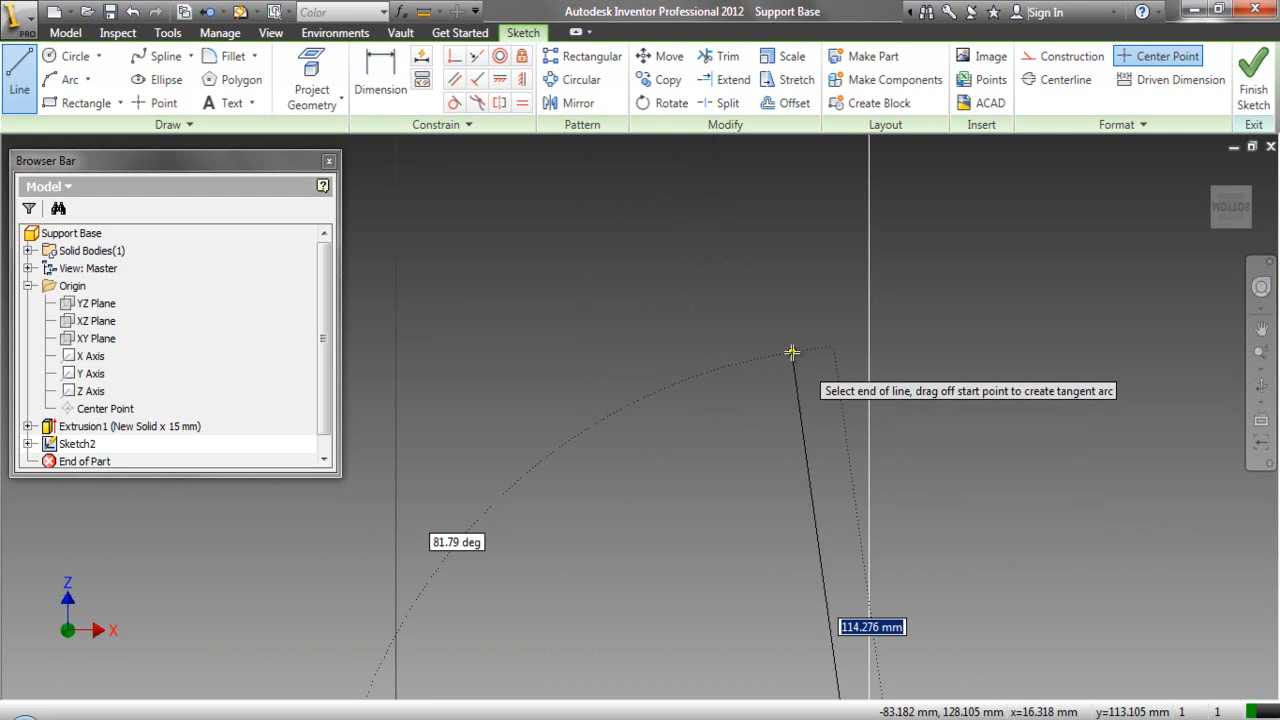 Color
Autodesk Inventor Professional 2012 Support Base
Sign In
PRO
Model Inspect Tools Manage View Environments Vault Get Started Sketch
Circle Spline Fillet Rectangular Move Trim Scale Make Part Image Construction Center Point
Arc Ellipse Polygon Circular Copy Extend Stretch Make Components Points Centerline Driven Dimension
Line Project Geometry Dimension Finish Sketch
Rectangle Point Text Mirror Rotate Split Offset Create Block ACAD
Draw Constrain Pattern Modify Layout Insert Format Exit
Browser Bar
Model
Support Base
Solid Bodies(1)
View: Master
Origin
YZ Plane
XZ Plane
XY Plane
X Axis
Y Axis
Z Axis
Center Point
Extrusion1 (New Solid x 15 mm)
Sketch2
End of Part
BOTTOM
Select end of line, drag off start point to create tangent arc
81.79 deg
114.276 mm
Z
X
-83.182 mm, 128.105 mm x=16.318 mm y=113.105 mm 1 1